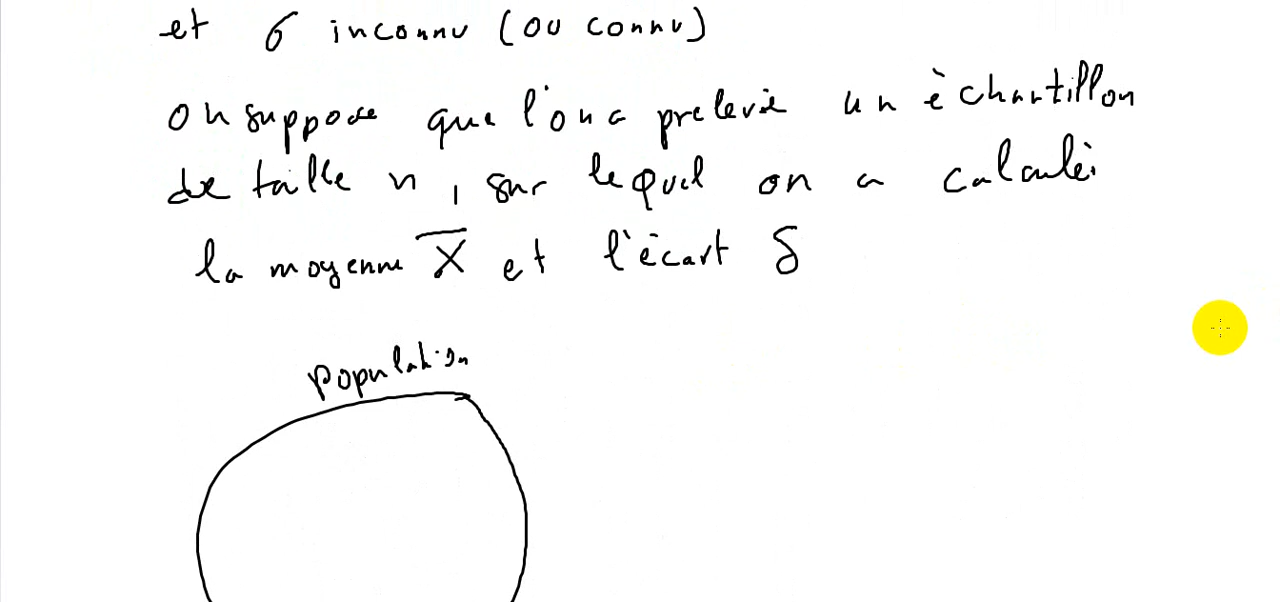 et σ inconnu (ou connu)
on suppose que l'on a prelevé un échantillon
de taille n, sur lequel on a calculé
la moyenne X̅ et l'écart S
population